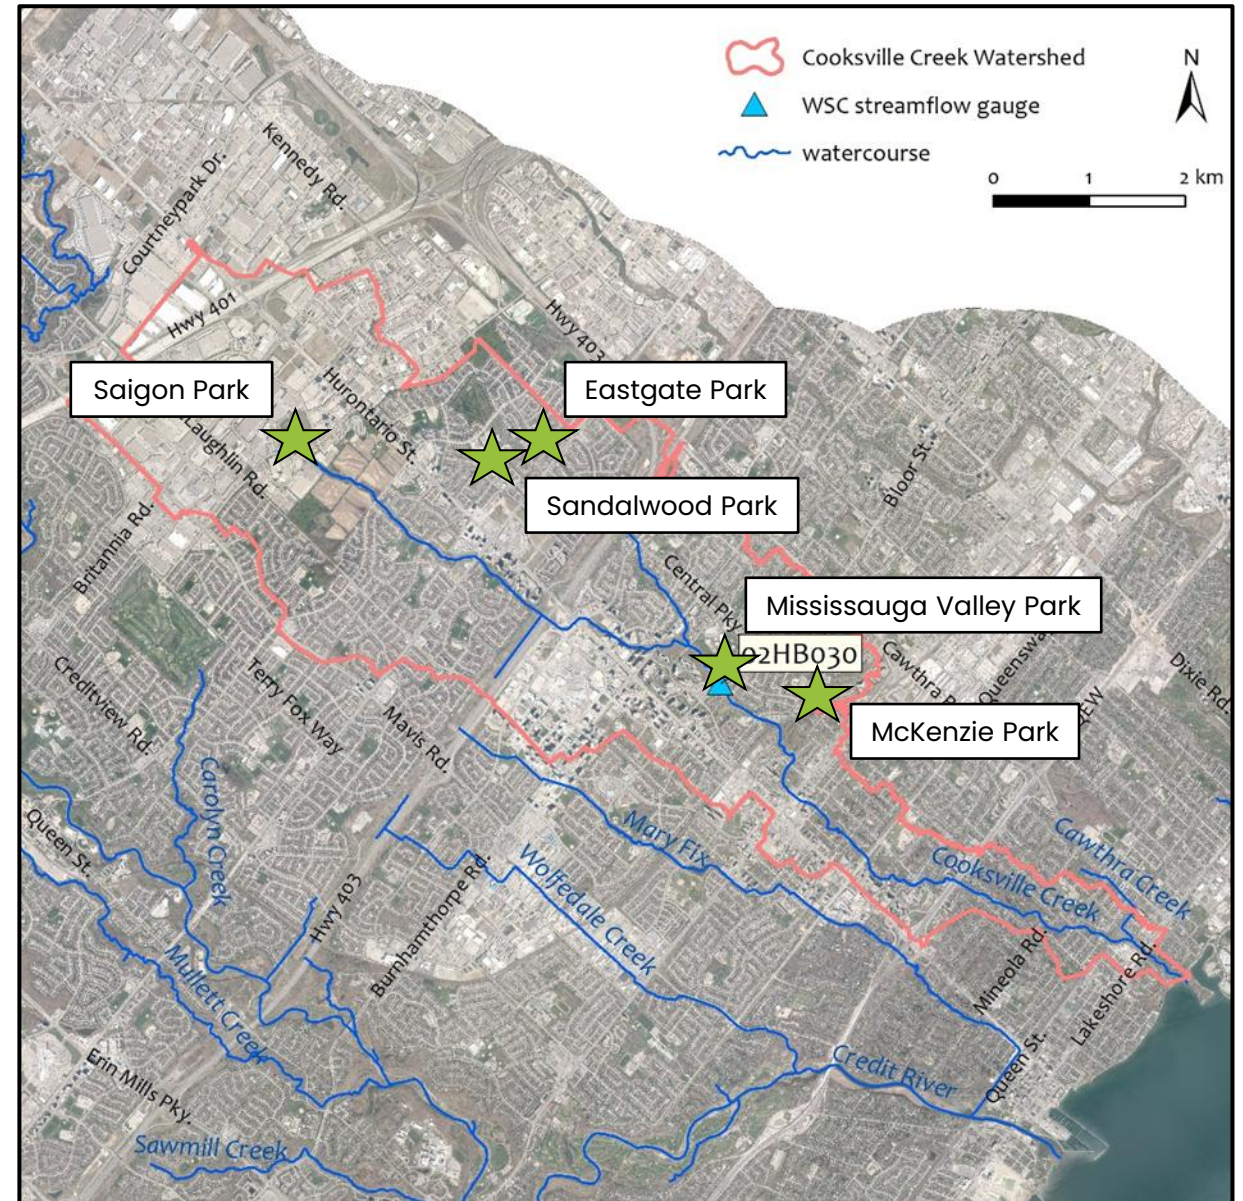 Cooksville Creek Watershed
WSC streamflow gauge
watercourse
N
0 1 2 km
Kennedy Rd.
Courtneypark Dr.
Hwy 401
Hwy 403
Saigon Park
Eastgate Park
Hurontario St.
Laughlin Rd.
Sandalwood Park
Bloor St.
Britannia Rd.
Central Pky
Mississauga Valley Park
02HB030
Cawthra
Queensway
QEW
Dixie Rd.
McKenzie Park
Creditview Rd.
Terry Fox Way
Mavis Rd.
Carolyn Creek
Queen St.
Mary Fix
Wolfedale Creek
Cooksville Creek
Cawthra Creek
Hwy 403
Burnhamthorpe Rd.
Mullett Creek
Mineola Rd.
Lakeshore Rd.
Queen St.
Credit River
Erin Mills Pky.
Sawmill Creek